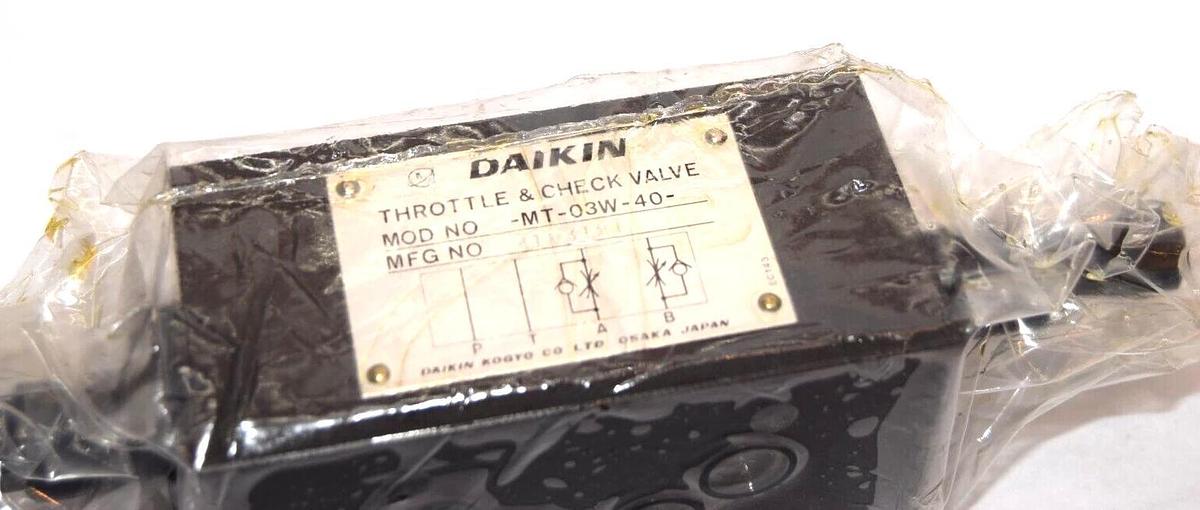 DAIKIN
THROTTLE & CHECK VALVE
MOD NO -MT-03W-40-
MFG NO
P T A B
DAIKIN KOGYO CO LTD OSAKA JAPAN